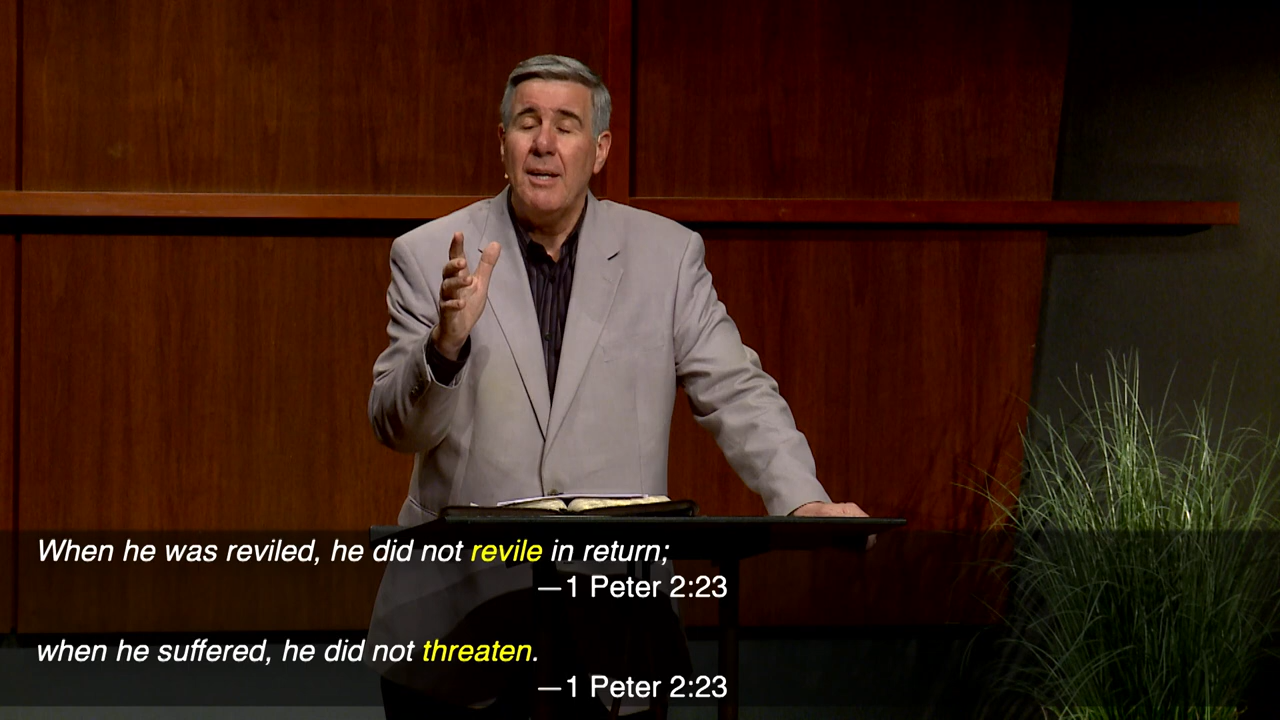 When he was reviled, he did not revile in return;
—1 Peter 2:23
when he suffered, he did not threaten.
—1 Peter 2:23